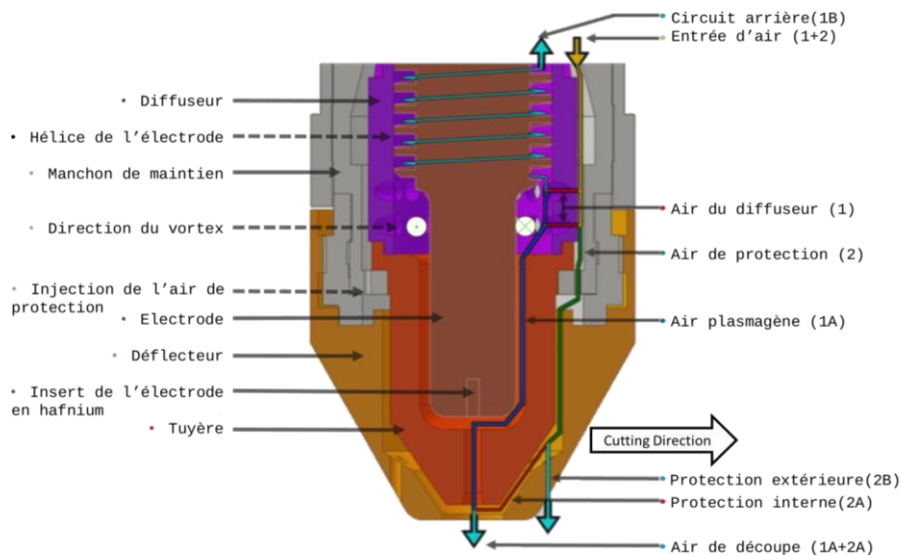 Circuit arrière(1B)
Entrée d'air (1+2)
Diffuseur
Hélice de l'électrode
Manchon de maintien
Direction du vortex
Injection de l'air de
protection
Electrode
Déflecteur
Insert de l'électrode
en hafnium
Tuyère
Air du diffuseur (1)
Air de protection (2)
Air plasmagène (1A)
Cutting Direction
Protection extérieure(2B)
Protection interne(2A)
Air de découpe (1A+2A)